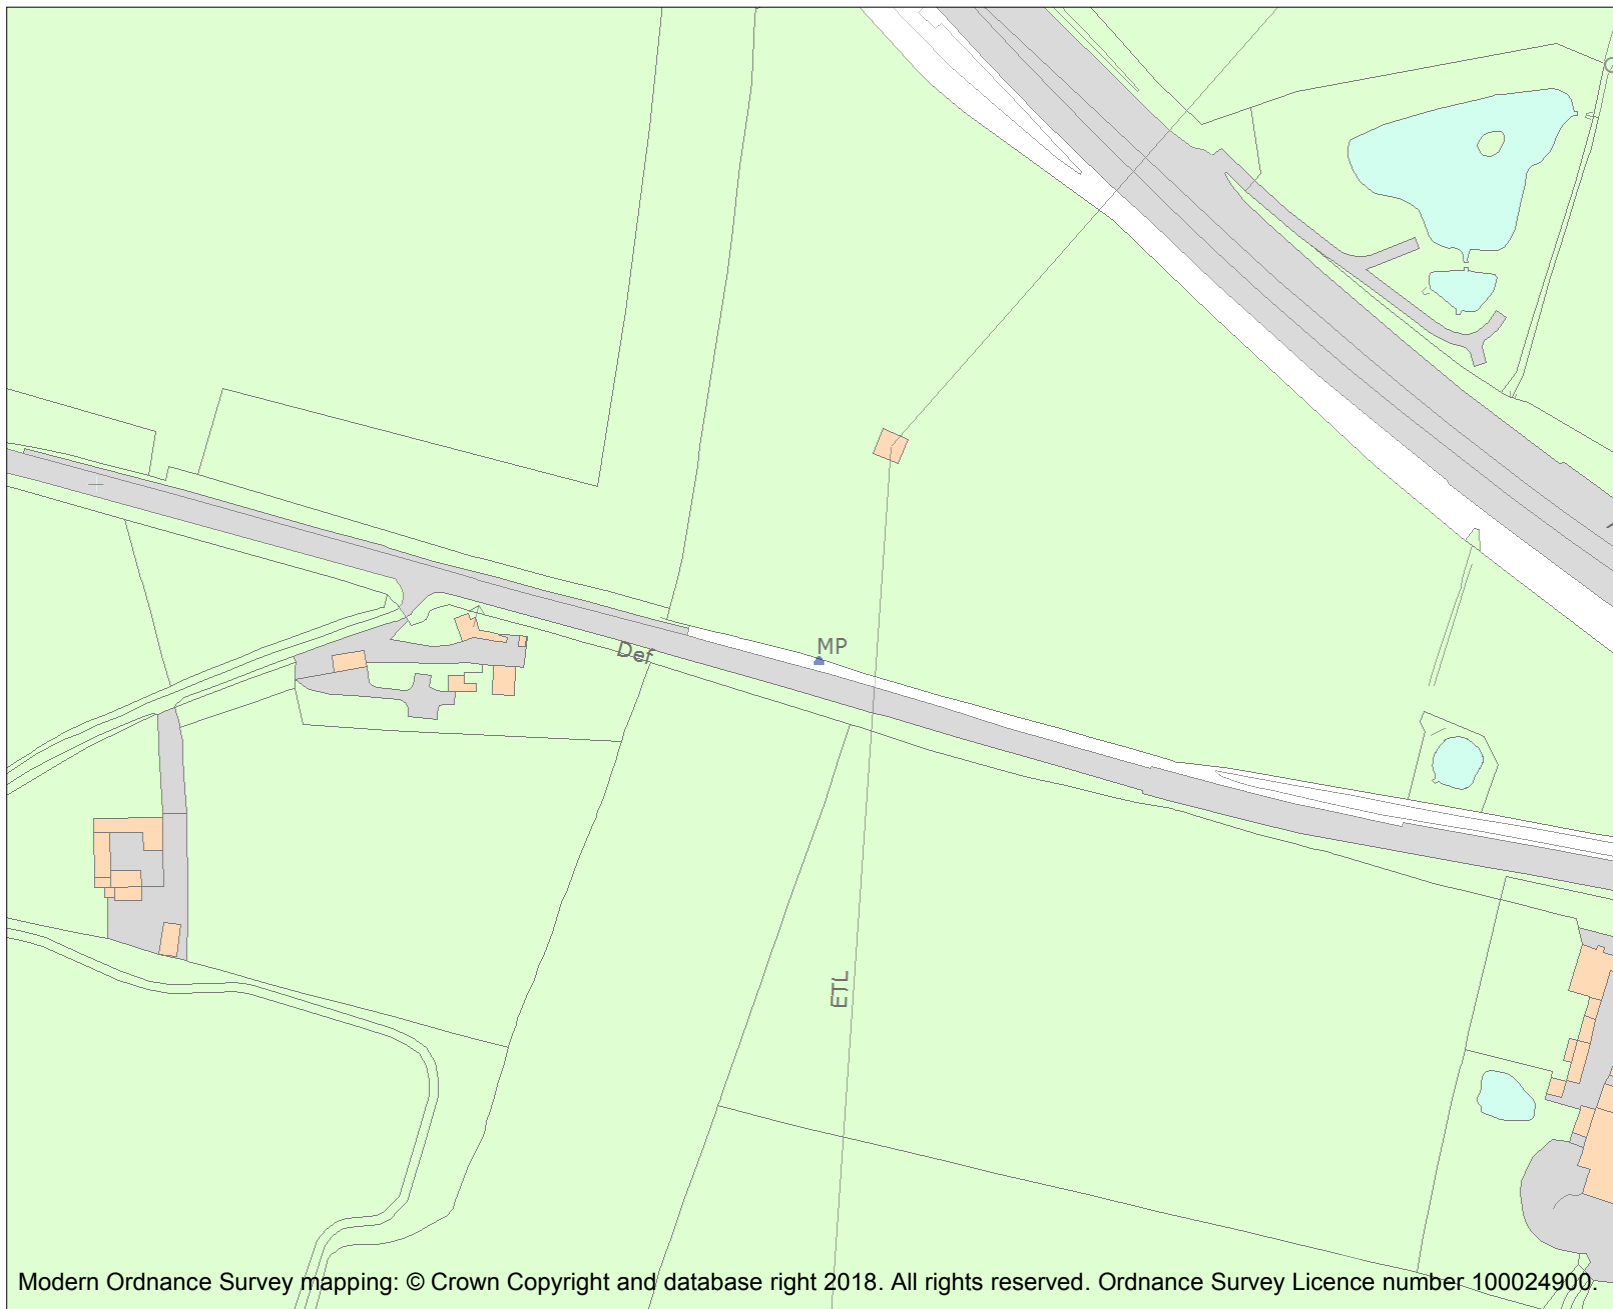 MP
Def
ETL
Modern Ordnance Survey mapping: © Crown Copyright and database right 2018. All rights reserved. Ordnance Survey Licence number 100024900.